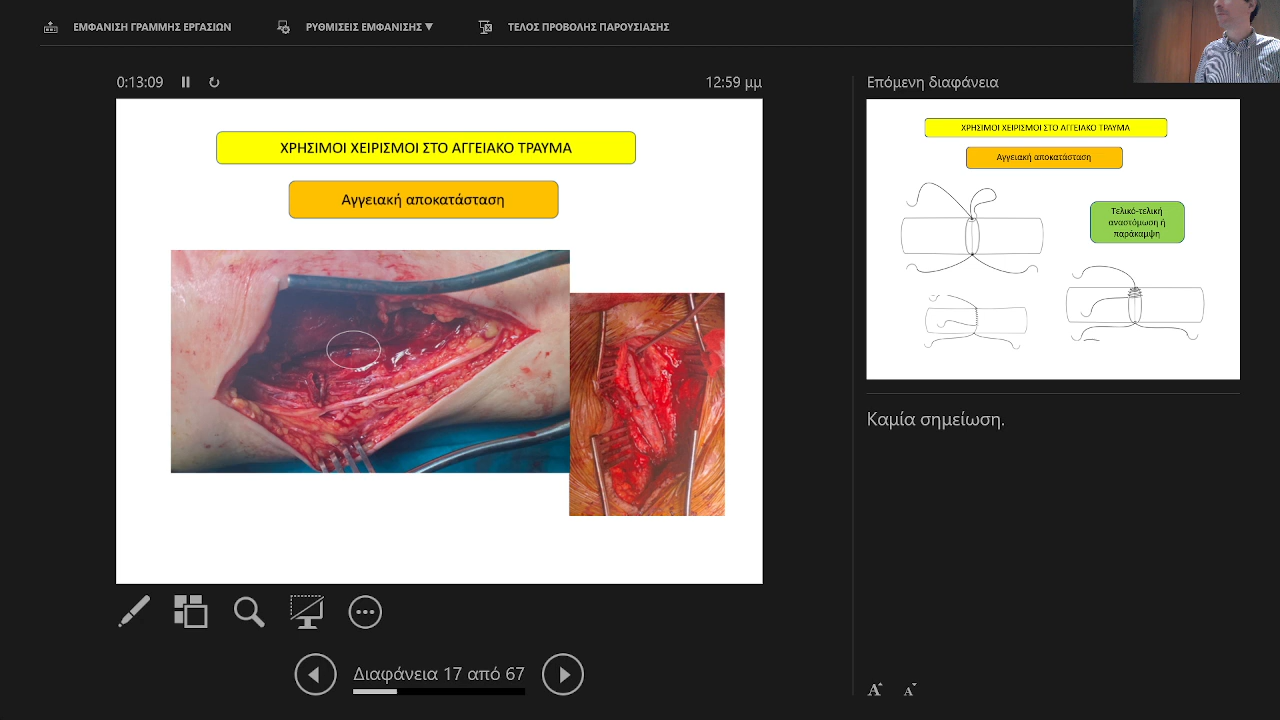 ΕΜΦΑΝΙΣΗ ΓΡΑΜΜΗΣ ΕΡΓΑΣΙΩΝ
ΡΥΘΜΙΣΕΙΣ ΕΜΦΑΝΙΣΗΣ ▼
ΤΕΛΟΣ ΠΡΟΒΟΛΗΣ ΠΑΡΟΥΣΙΑΣΗΣ
0:13:09
12:59 μμ
ΧΡΗΣΙΜΟΙ ΧΕΙΡΙΣΜΟΙ ΣΤΟ ΑΓΓΕΙΑΚΟ ΤΡΑΥΜΑ
Αγγειακή αποκατάσταση
Διαφάνεια 17 από 67
Επόμενη διαφάνεια
ΧΡΗΣΙΜΟΙ ΧΕΙΡΙΣΜΟΙ ΣΤΟ ΑΓΓΕΙΑΚΟ ΤΡΑΥΜΑ
Αγγειακή αποκατάσταση
Τελικό-τελική
αναστόμωση ή
παράκαμψη
Καμία σημείωση.
A A